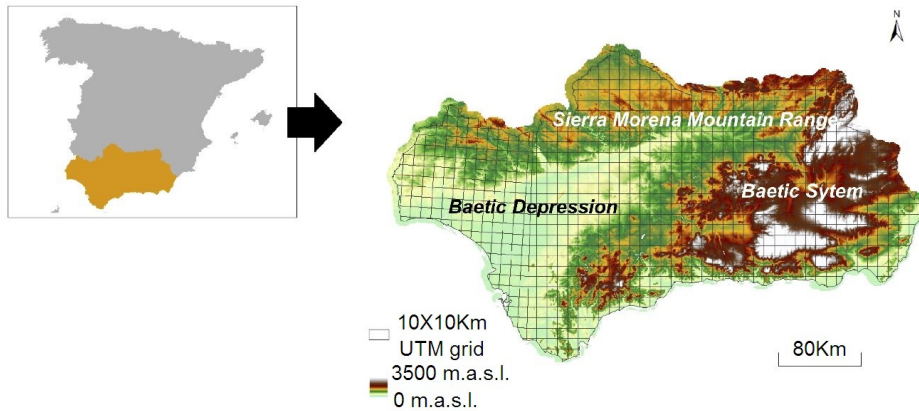 N
Sierra Morena Mountain Range
Baetic Sytem
Baetic Depression
10X10Km
UTM grid
3500 m.a.s.l.
0 m.a.s.l.
80Km